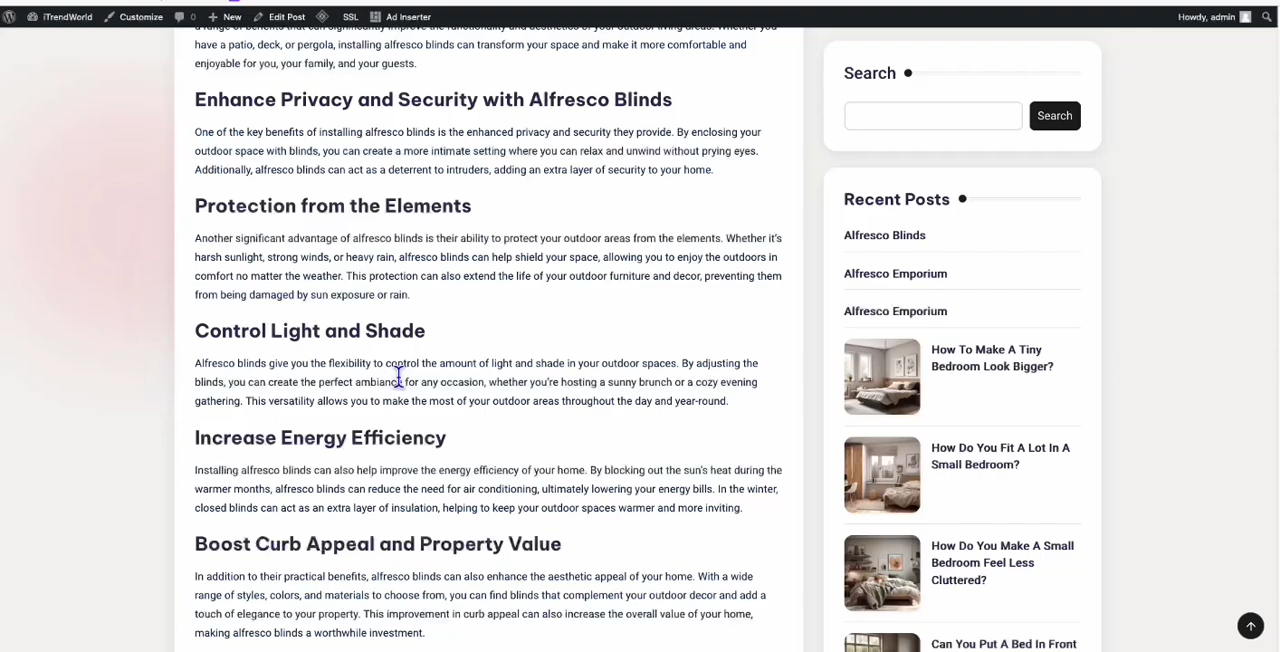 iTrendWorld Customize 0 New Edit Post SSL Ad Inserter Howdy, admin
a range of benefits that can significantly improve the functionality and aesthetics of your outdoor living areas. Whether you
have a patio, deck, or pergola, installing alfresco blinds can transform your space and make it more comfortable and
enjoyable for you, your family, and your guests.
Enhance Privacy and Security with Alfresco Blinds
One of the key benefits of installing alfresco blinds is the enhanced privacy and security they provide. By enclosing your
outdoor space with blinds, you can create a more intimate setting where you can relax and unwind without prying eyes.
Additionally, alfresco blinds can act as a deterrent to intruders, adding an extra layer of security to your home.
Protection from the Elements
Another significant advantage of alfresco blinds is their ability to protect your outdoor areas from the elements. Whether it's
harsh sunlight, strong winds, or heavy rain, alfresco blinds can help shield your space, allowing you to enjoy the outdoors in
comfort no matter the weather. This protection can also extend the life of your outdoor furniture and decor, preventing them
from being damaged by sun exposure or rain.
Control Light and Shade
Alfresco blinds give you the flexibility to control the amount of light and shade in your outdoor spaces. By adjusting the
blinds, you can create the perfect ambiance for any occasion, whether you're hosting a sunny brunch or a cozy evening
gathering. This versatility allows you to make the most of your outdoor areas throughout the day and year-round.
Increase Energy Efficiency
Installing alfresco blinds can also help improve the energy efficiency of your home. By blocking out the sun's heat during the
warmer months, alfresco blinds can reduce the need for air conditioning, ultimately lowering your energy bills. In the winter,
closed blinds can act as an extra layer of insulation, helping to keep your outdoor spaces warmer and more inviting.
Boost Curb Appeal and Property Value
In addition to their practical benefits, alfresco blinds can also enhance the aesthetic appeal of your home. With a wide
range of styles, colors, and materials to choose from, you can find blinds that complement your outdoor decor and add a
touch of elegance to your property. This improvement in curb appeal can also increase the overall value of your home,
making alfresco blinds a worthwhile investment.
Search
Search
Recent Posts
Alfresco Blinds
Alfresco Emporium
Alfresco Emporium
How To Make A Tiny
Bedroom Look Bigger?
How Do You Fit A Lot In A
Small Bedroom?
How Do You Make A Small
Bedroom Feel Less
Cluttered?
Can You Put A Bed In Front